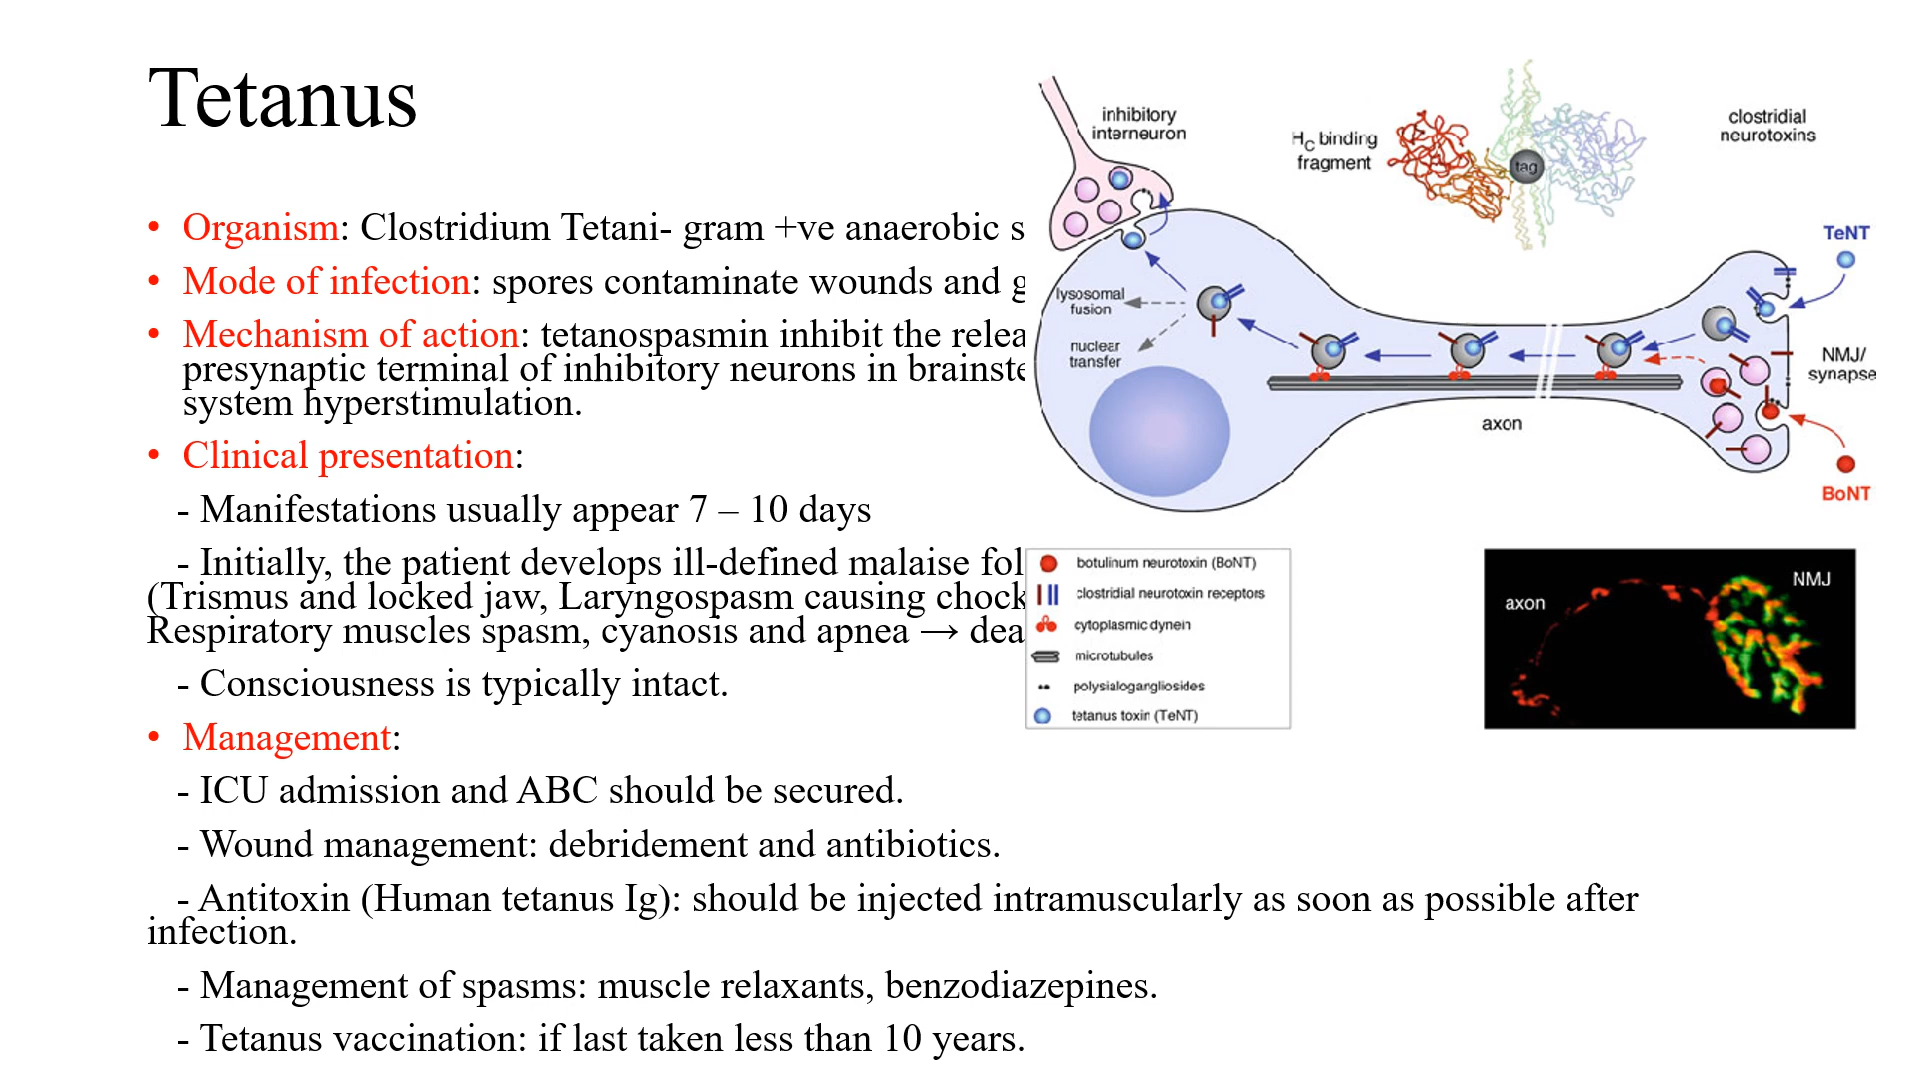 Tetanus
• Organism: Clostridium Tetani- gram +ve anaerobic s
• Mode of infection: spores contaminate wounds and g
• Mechanism of action: tetanospasmin inhibit the relea
presynaptic terminal of inhibitory neurons in brainste
system hyperstimulation.
• Clinical presentation:
- Manifestations usually appear 7 – 10 days
- Initially, the patient develops ill-defined malaise fol
(Trismus and locked jaw, Laryngospasm causing chock
Respiratory muscles spasm, cyanosis and apnea → dea
- Consciousness is typically intact.
• Management:
- ICU admission and ABC should be secured.
- Wound management: debridement and antibiotics.
- Antitoxin (Human tetanus Ig): should be injected intramuscularly as soon as possible after
infection.
- Management of spasms: muscle relaxants, benzodiazepines.
- Tetanus vaccination: if last taken less than 10 years.
inhibitory
interneuron
HC binding
fragment
tag
clostridial
neurotoxins
TeNT
lysosomal
fusion
nuclear
transfer
NMJ/
synapse
axon
BoNT
botulinum neurotoxin (BoNT)
clostridial neurotoxin receptors
cytoplasmic dynein
microtubules
polysialogangliosides
tetanus toxin (TeNT)
axon
NMJ